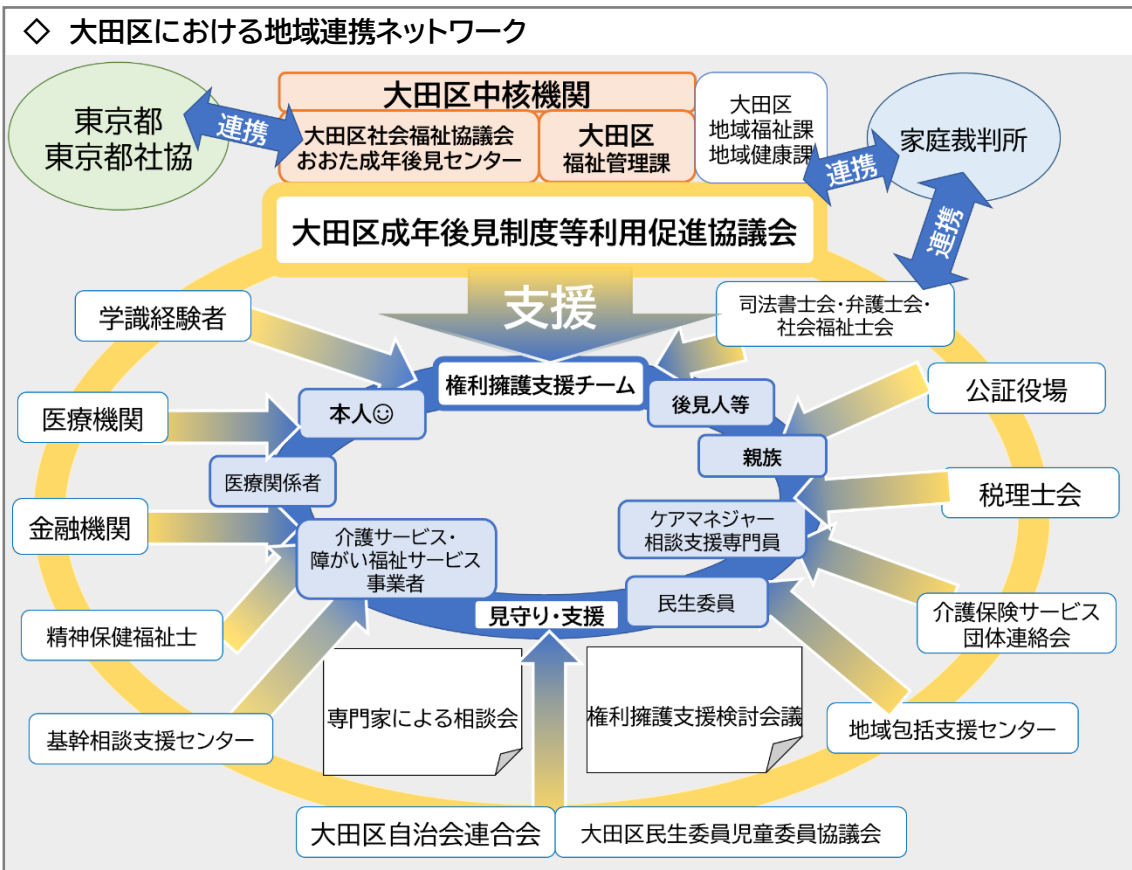 ◇ 大田区における地域連携ネットワーク
東京都
東京都社協
連携
大田区中核機関
大田区社会福祉協議会
おおた成年後見センター
大田区
福祉管理課
大田区
地域福祉課
地域健康課
連携
家庭裁判所
連携
大田区成年後見制度等利用促進協議会
支援
学識経験者
司法書士会・弁護士会・
社会福祉士会
権利擁護支援チーム
本人☺
後見人等
公証役場
医療機関
親族
医療関係者
金融機関
税理士会
ケアマネジャー
相談支援専門員
介護サービス・
障がい福祉サービス
事業者
民生委員
見守り・支援
精神保健福祉士
介護保険サービス
団体連絡会
専門家による相談会
権利擁護支援検討会議
基幹相談支援センター
地域包括支援センター
大田区自治会連合会
大田区民生委員児童委員協議会